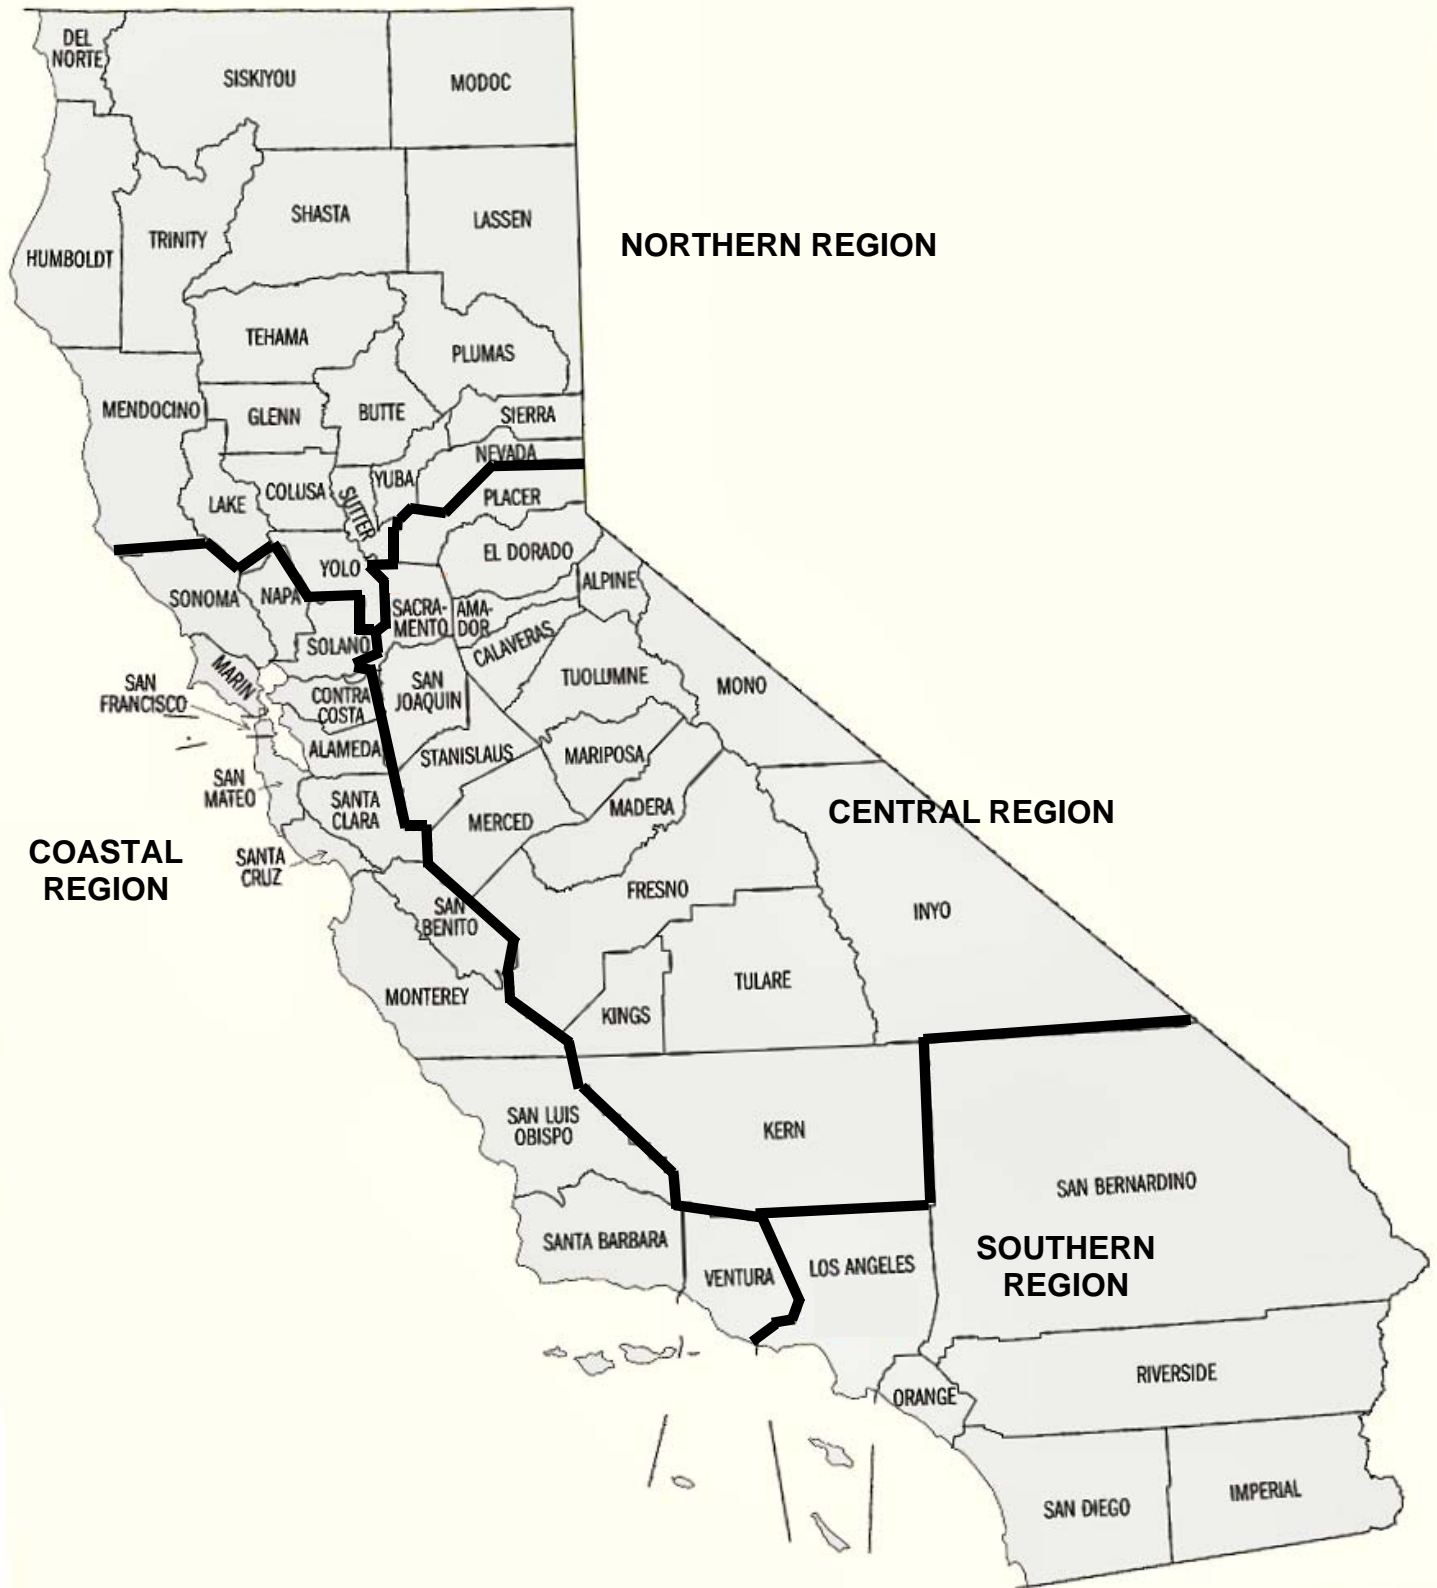 DEL
NORTE
SISKIYOU
MODOC
HUMBOLDT
TRINITY
SHASTA
LASSEN
NORTHERN REGION
TEHAMA
PLUMAS
MENDOCINO
GLENN
BUTTE
SIERRA
NEVADA
LAKE
COLUSA
SUTTER
YUBA
PLACER
YOLO
EL DORADO
SONOMA
NAPA
SACRA-
MENTO
AMA-
DOR
ALPINE
SOLANO
CALAVERAS
MARIN
SAN
FRANCISCO
CONTRA
COSTA
SAN
JOAQUIN
TUOLUMNE
MONO
ALAMEDA
STANISLAUS
MARIPOSA
SAN
MATEO
SANTA
CLARA
MERCED
MADERA
CENTRAL REGION
COASTAL
REGION
SANTA
CRUZ
SAN
BENITO
FRESNO
INYO
MONTEREY
KINGS
TULARE
SAN LUIS
OBISPO
KERN
SAN BERNARDINO
SANTA BARBARA
VENTURA
LOS ANGELES
SOUTHERN
REGION
ORANGE
RIVERSIDE
SAN DIEGO
IMPERIAL